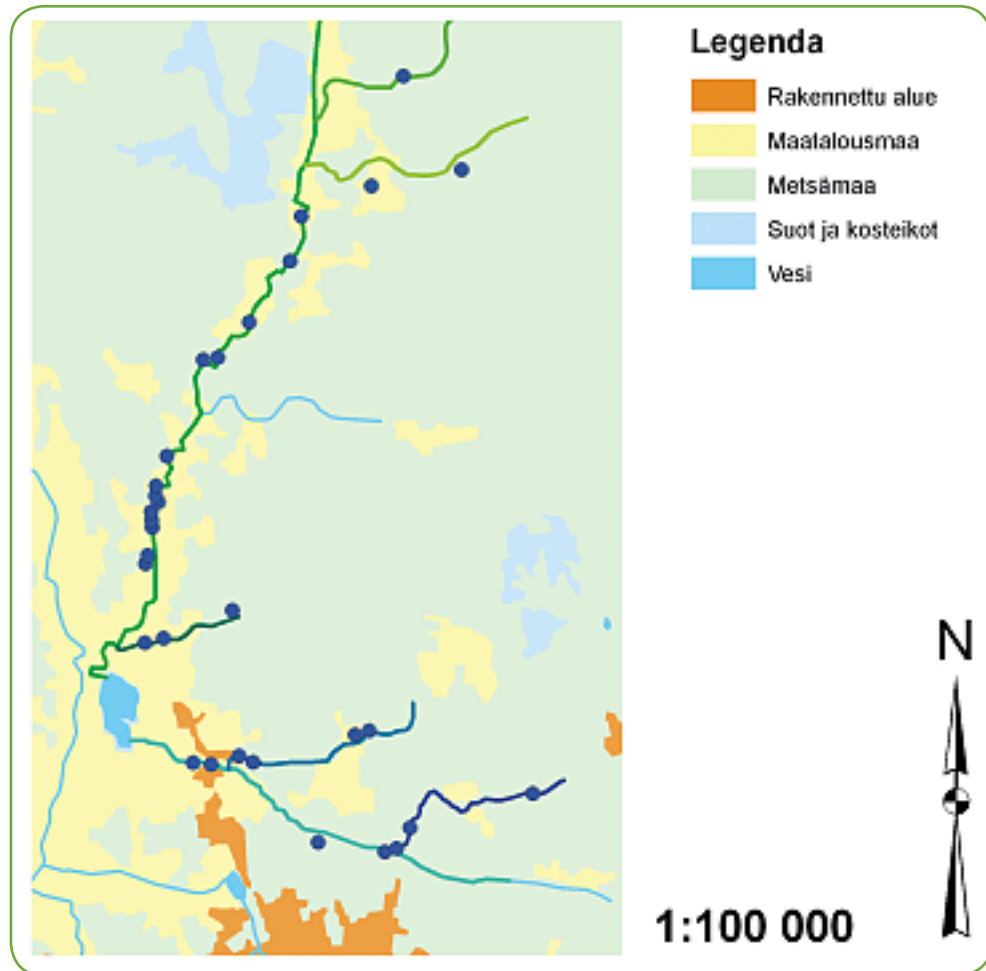 Legenda
Rakennettu alue
Maatalousmaa
Metsämaa
Suot ja kosteikot
Vesi
N
1:100 000